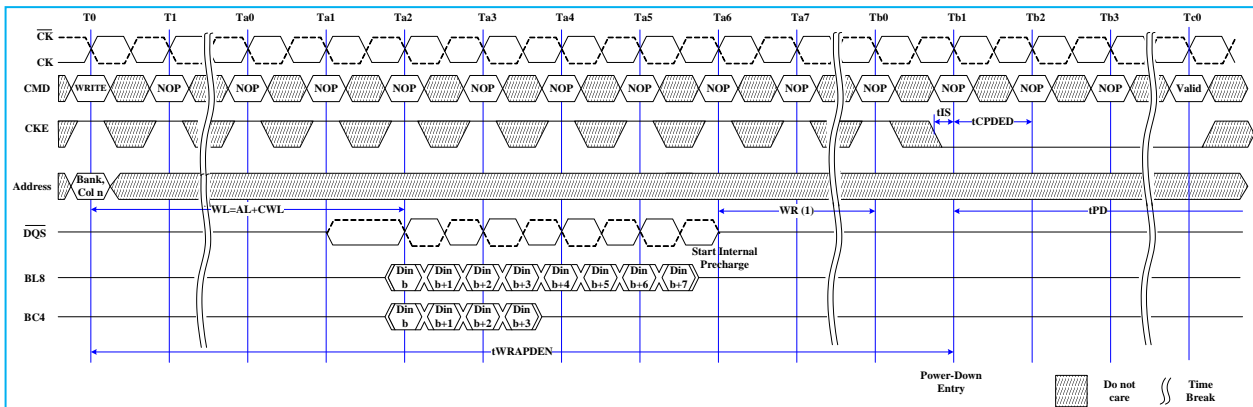 T0 T1 Ta0 Ta1 Ta2 Ta3 Ta4 Ta5 Ta6 Ta7 Tb0 Tb1 Tb2 Tb3 Tc0
CK
CK
CMD WRITE NOP NOP NOP NOP NOP NOP NOP NOP NOP NOP NOP NOP NOP Valid
tIS
tCPDED
CKE
Address
Bank,
Col n
WL=AL+CWL
WR (1)
tPD
DQS
Start Internal
Precharge
BL8
Din Din Din Din Din Din Din Din
b b+1 b+2 b+3 b+4 b+5 b+6 b+7
BC4
Din Din Din Din
b b+1 b+2 b+3
tWRAPDEN
Power-Down
Entry
Do not
care
Time
Break